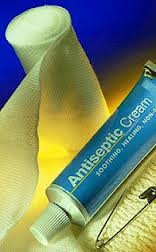 Antiseptic Cream
SOOTHING, HEALING, NON-